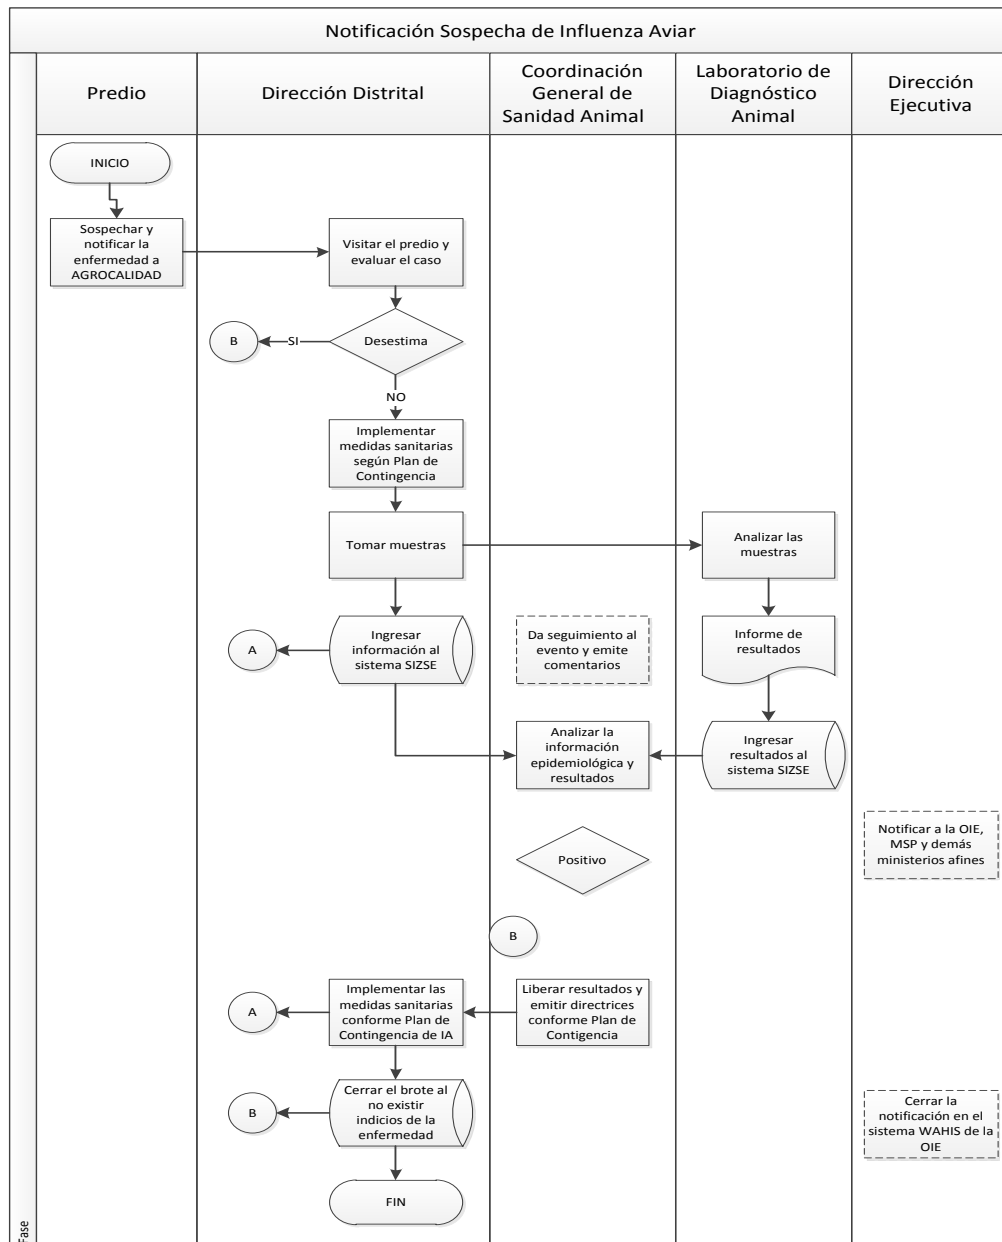 Notificación Sospecha de Influenza Aviar
Predio
Dirección Distrital
Coordinación
General de
Sanidad Animal
Laboratorio de
Diagnóstico
Animal
Dirección
Ejecutiva
INICIO
Sospechar y
notificar la
enfermedad a
AGROCALIDAD
Visitar el predio y
evaluar el caso
B
SI
Desestima
NO
Implementar
medidas sanitarias
según Plan de
Contingencia
Tomar muestras
Analizar las
muestras
A
Ingresar
información al
sistema SIZSE
Da seguimiento al
evento y emite
comentarios
Informe de
resultados
Analizar la
información
epidemiológica y
resultados
Ingresar
resultados al
sistema SIZSE
Notificar a la OIE,
MSP y demás
ministerios afines
Positivo
B
A
Implementar las
medidas sanitarias
conforme Plan de
Contingencia de IA
Liberar resultados y
emitir directrices
conforme Plan de
Contigencia
B
Cerrar el brote al
no existir
indicios de la
enfermedad
Cerrar la
notificación en el
sistema WAHIS de la
OIE
FIN
Fase